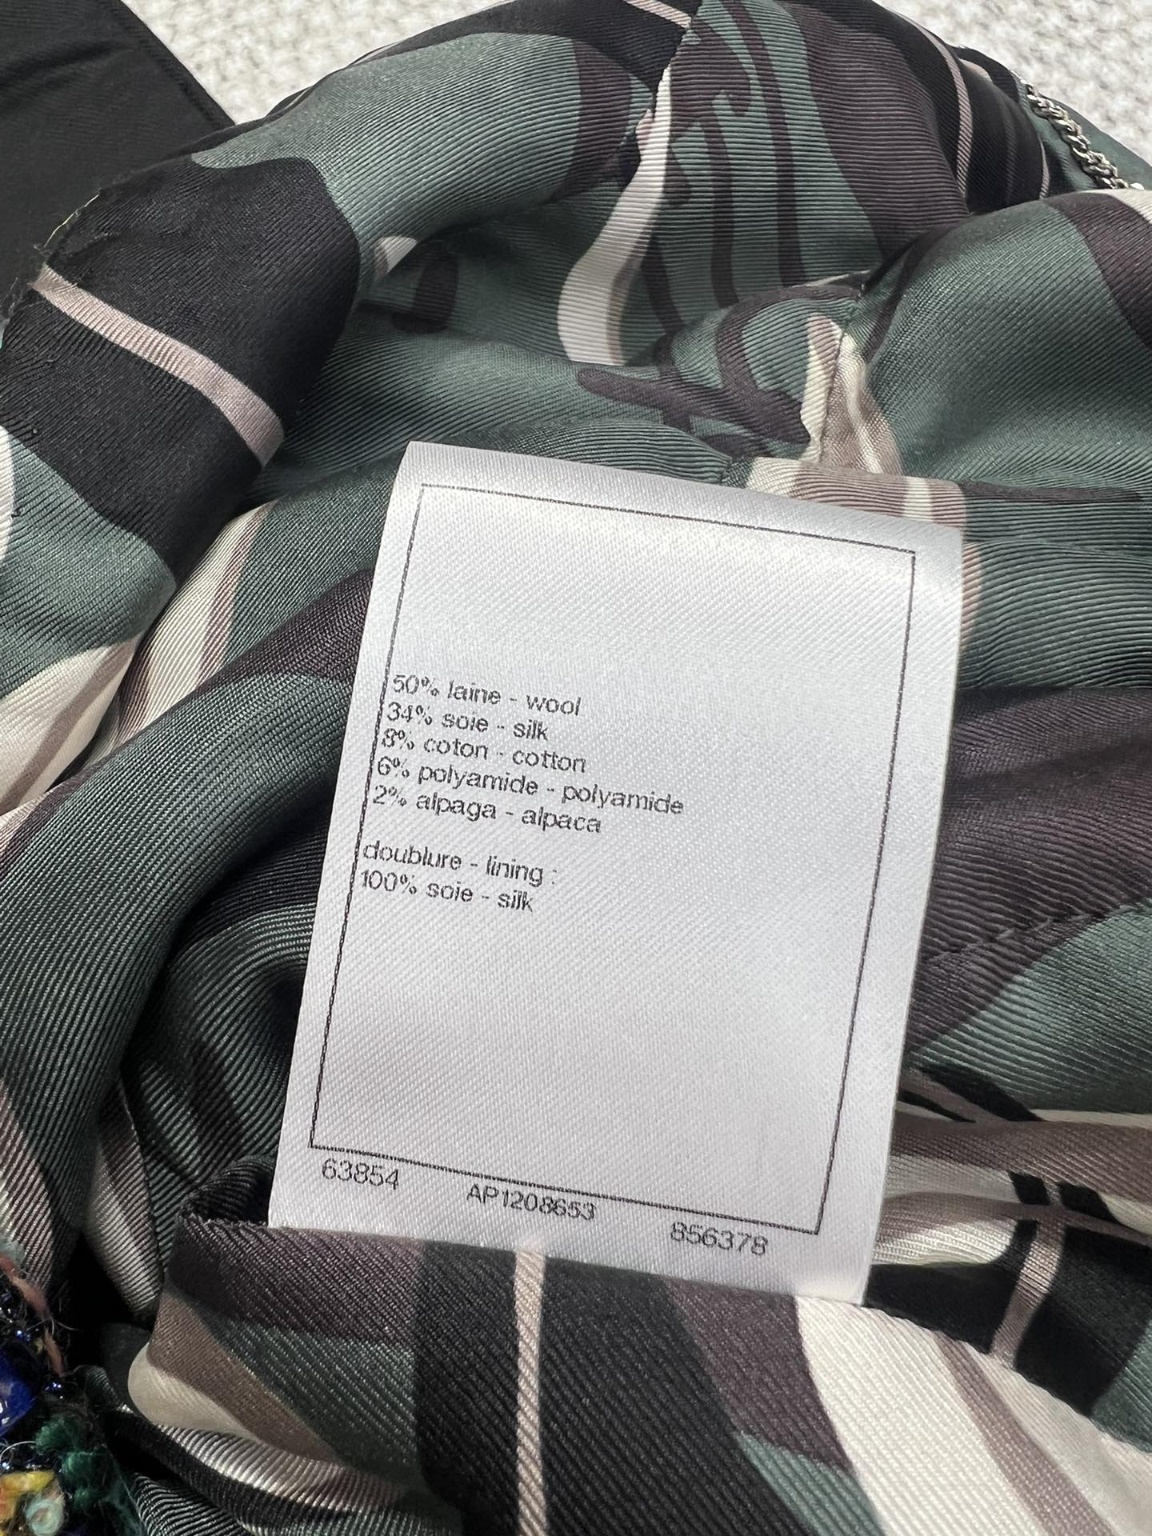 50% laine - wool
34% soie - silk
8% coton - cotton
6% polyamide - polyamide
2% alpaga - alpaca
doublure - lining :
100% soie - silk
63854 AP1208653 856378